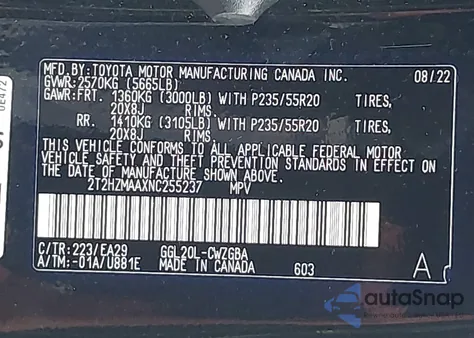 MFD.BY:TOYOTA MOTOR MANUFACTURING CANADA INC. 08/22
GVWR:2570KG (5665LB)
GAWR:FRT. 1360KG (3000LB) WITH P235/55R20 TIRES,
20X8J RIMS
RR. 1410KG (3105LB) WITH P235/55R20 TIRES,
20X8J RIMS
THIS VEHICLE CONFORMS TO ALL APPLICABLE FEDERAL MOTOR
VEHICLE SAFETY AND THEFT PREVENTION STANDARDS IN EFFECT
ON THE DATE OF MANUFACTURE SHOWN ABOVE.
2T2HZMAAXNC255237 MPV
C/TR:223/EA29 GGL20L-CWZGBA
A/TM:-01A/U881E MADE IN CANADA 603 A
0E472
autoSnap